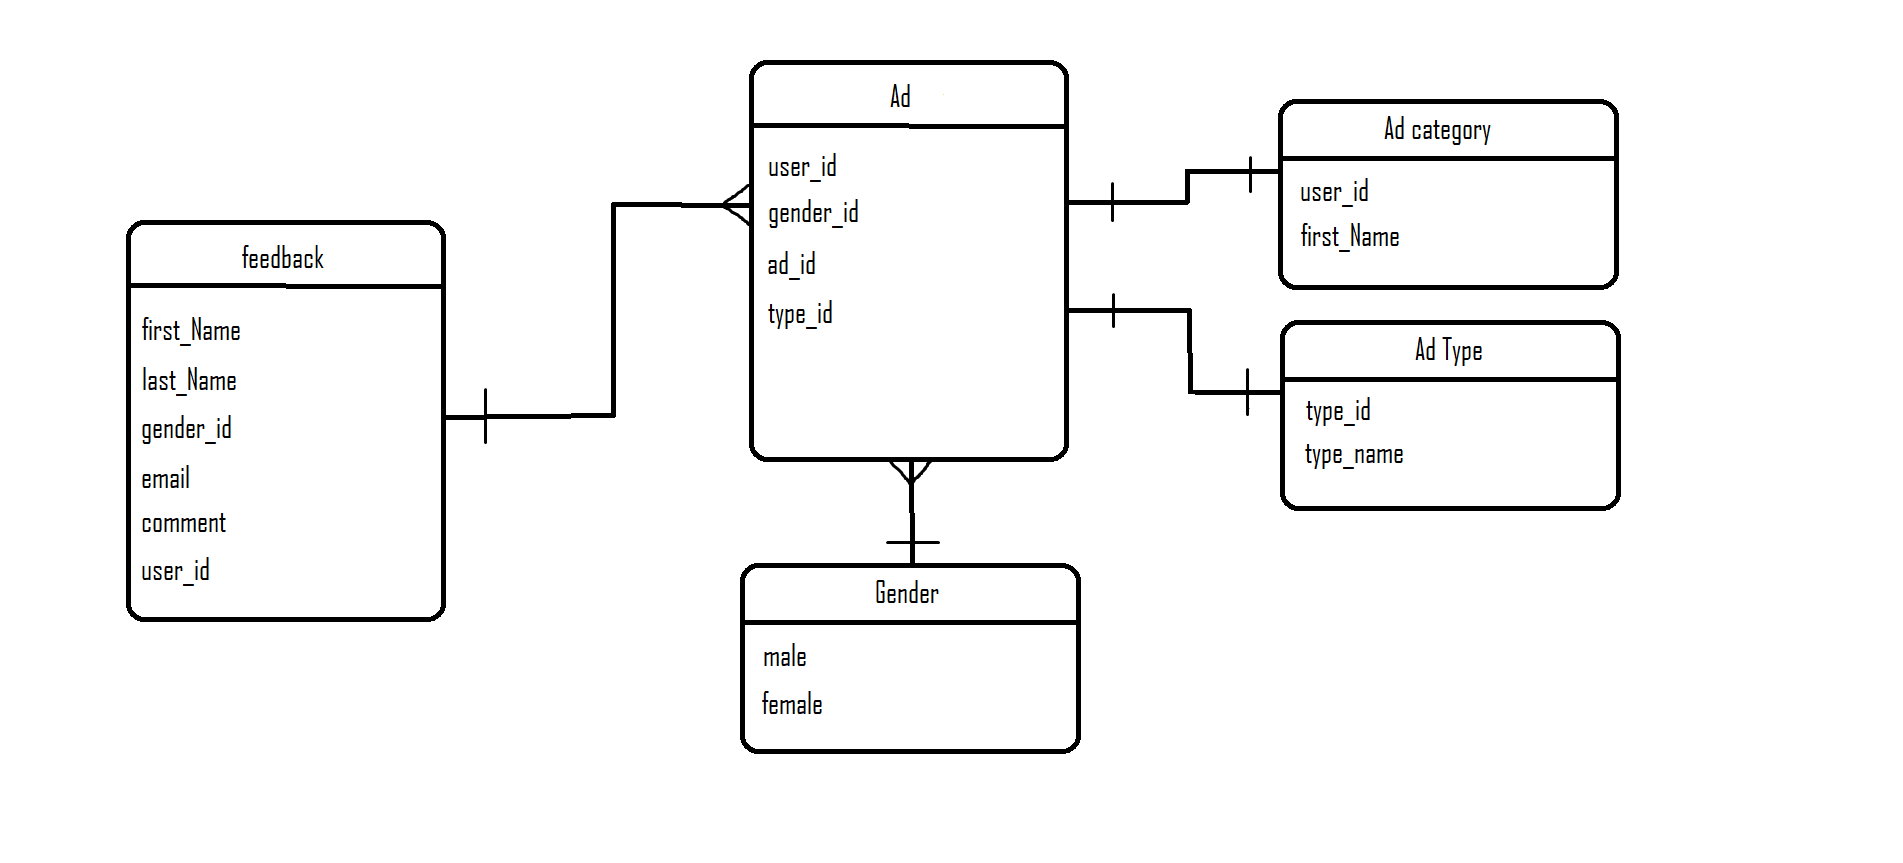 Ad
user_id
gender_id
ad_id
type_id
Ad category
user_id
first_Name
feedback
first_Name
last_Name
gender_id
email
comment
user_id
Ad Type
type_id
type_name
Gender
male
female